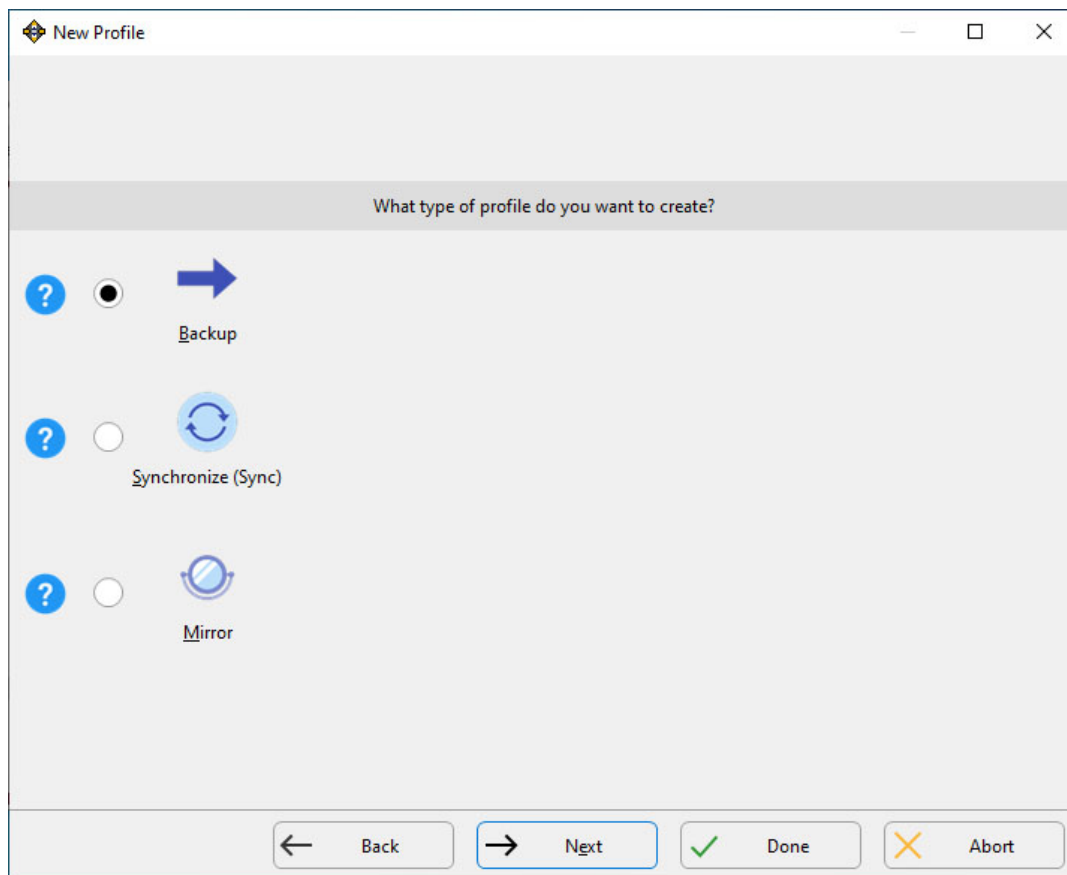 New Profile
What type of profile do you want to create?
?
Backup
?
Synchronize (Sync)
?
Mirror
Back Next Done Abort